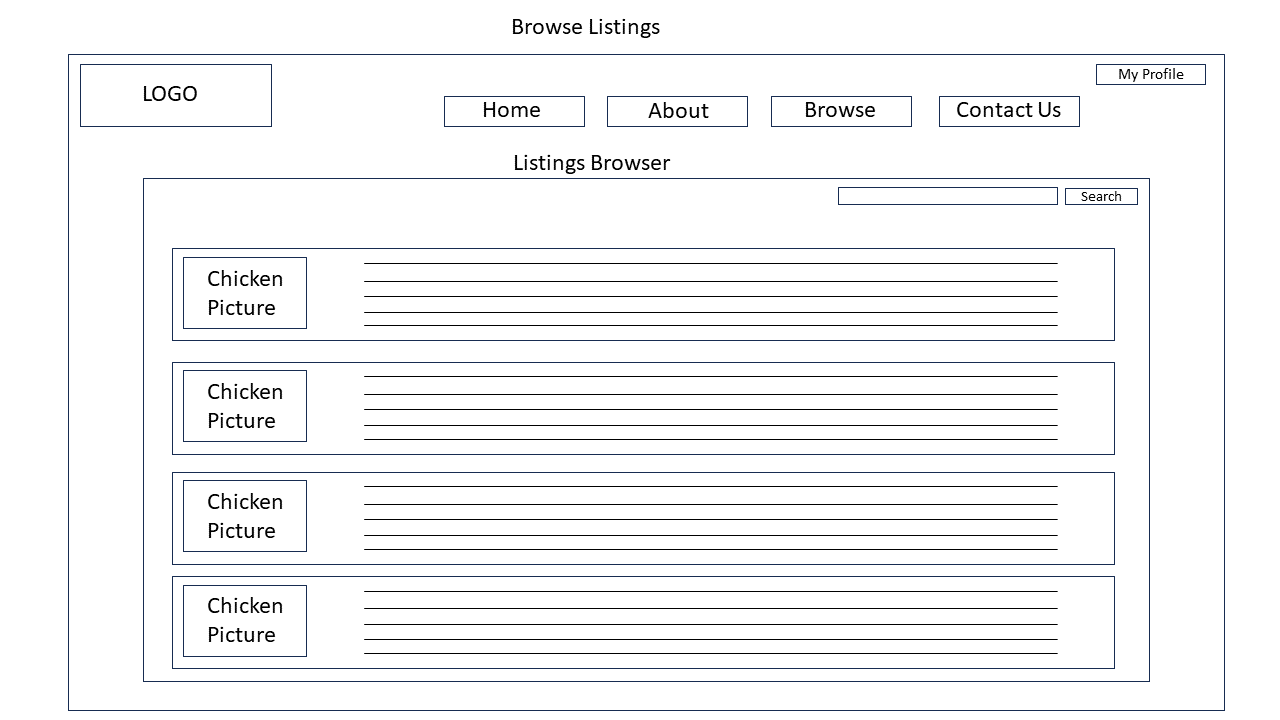 Browse Listings
LOGO
My Profile
Home
About
Browse
Contact Us
Listings Browser
Search
Chicken
Picture
Chicken
Picture
Chicken
Picture
Chicken
Picture